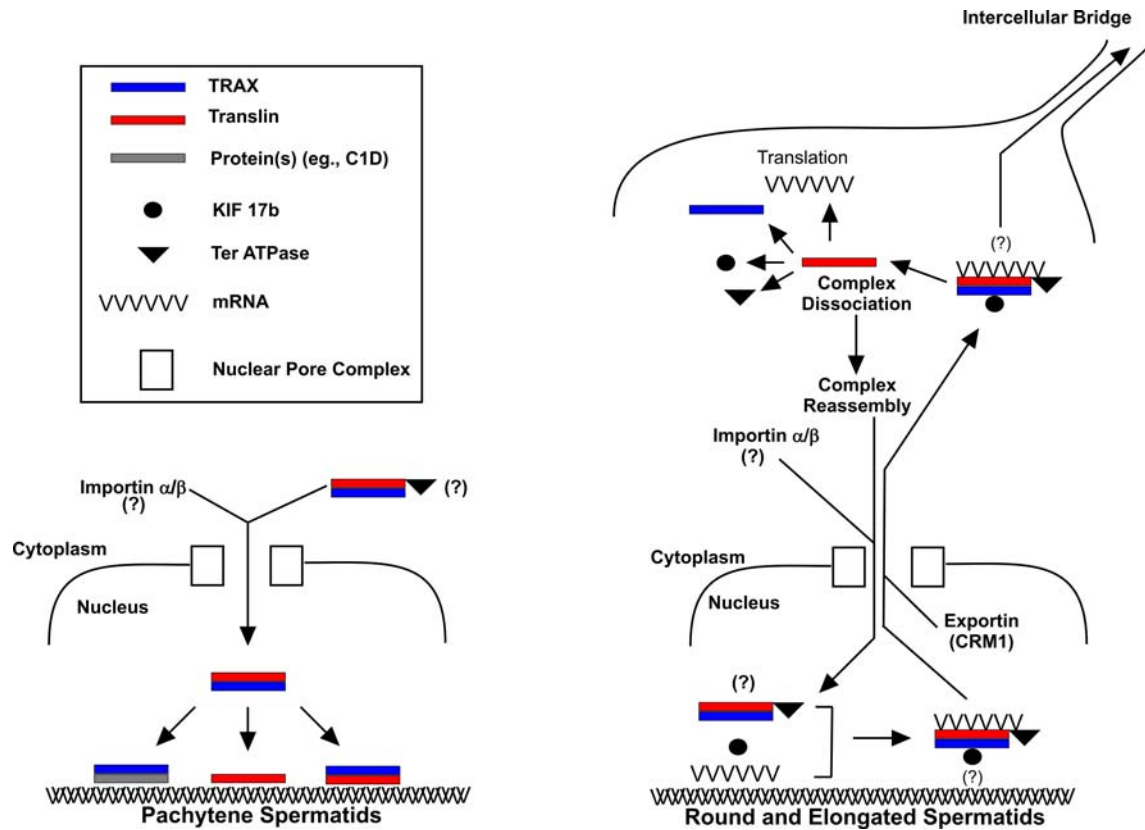 Intercellular Bridge
TRAX
Translin
Protein(s) (eg., C1D)
KIF 17b
Ter ATPase
mRNA
Nuclear Pore Complex
Importin α/β
(?)
(?)
Cytoplasm
Nucleus
Pachytene Spermatids
Translation
(?)
Complex
Dissociation
Complex
Reassembly
Importin α/β
(?)
Cytoplasm
Nucleus
Exportin
(CRM1)
(?)
(?)
Round and Elongated Spermatids